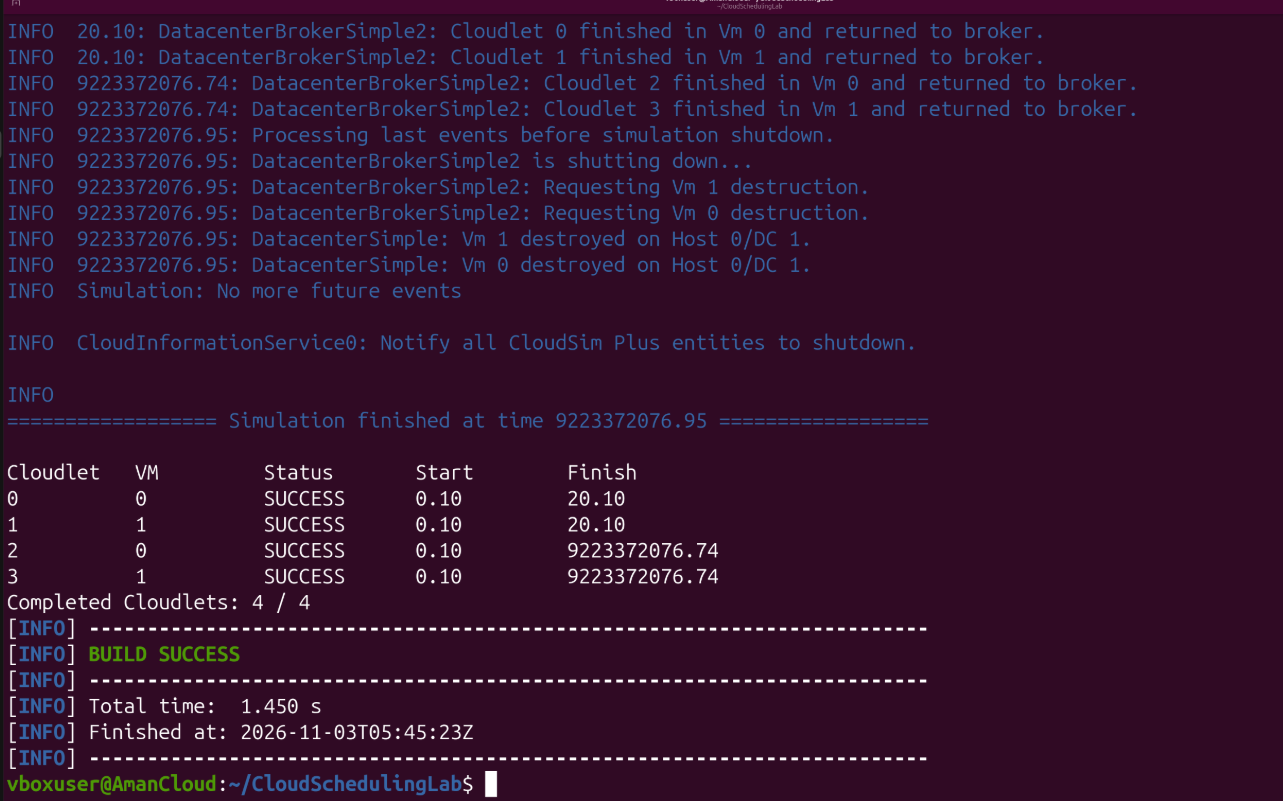 ~/CloudSchedulingLab
INFO  20.10: DatacenterBrokerSimple2: Cloudlet 0 finished in Vm 0 and returned to broker.
INFO  20.10: DatacenterBrokerSimple2: Cloudlet 1 finished in Vm 1 and returned to broker.
INFO  9223372076.74: DatacenterBrokerSimple2: Cloudlet 2 finished in Vm 0 and returned to broker.
INFO  9223372076.74: DatacenterBrokerSimple2: Cloudlet 3 finished in Vm 1 and returned to broker.
INFO  9223372076.95: Processing last events before simulation shutdown.
INFO  9223372076.95: DatacenterBrokerSimple2 is shutting down...
INFO  9223372076.95: DatacenterBrokerSimple2: Requesting Vm 1 destruction.
INFO  9223372076.95: DatacenterBrokerSimple2: Requesting Vm 0 destruction.
INFO  9223372076.95: DatacenterSimple: Vm 1 destroyed on Host 0/DC 1.
INFO  9223372076.95: DatacenterSimple: Vm 0 destroyed on Host 0/DC 1.
INFO  Simulation: No more future events
INFO  CloudInformationService0: Notify all CloudSim Plus entities to shutdown.
INFO
================== Simulation finished at time 9223372076.95 ==================
Cloudlet   VM         Status       Start        Finish
0          0          SUCCESS      0.10         20.10
1          1          SUCCESS      0.10         20.10
2          0          SUCCESS      0.10         9223372076.74
3          1          SUCCESS      0.10         9223372076.74
Completed Cloudlets: 4 / 4
[INFO] ------------------------------------------------------------------------
[INFO] BUILD SUCCESS
[INFO] ------------------------------------------------------------------------
[INFO] Total time:  1.450 s
[INFO] Finished at: 2026-11-03T05:45:23Z
[INFO] ------------------------------------------------------------------------
vboxuser@AmanCloud:~/CloudSchedulingLab$